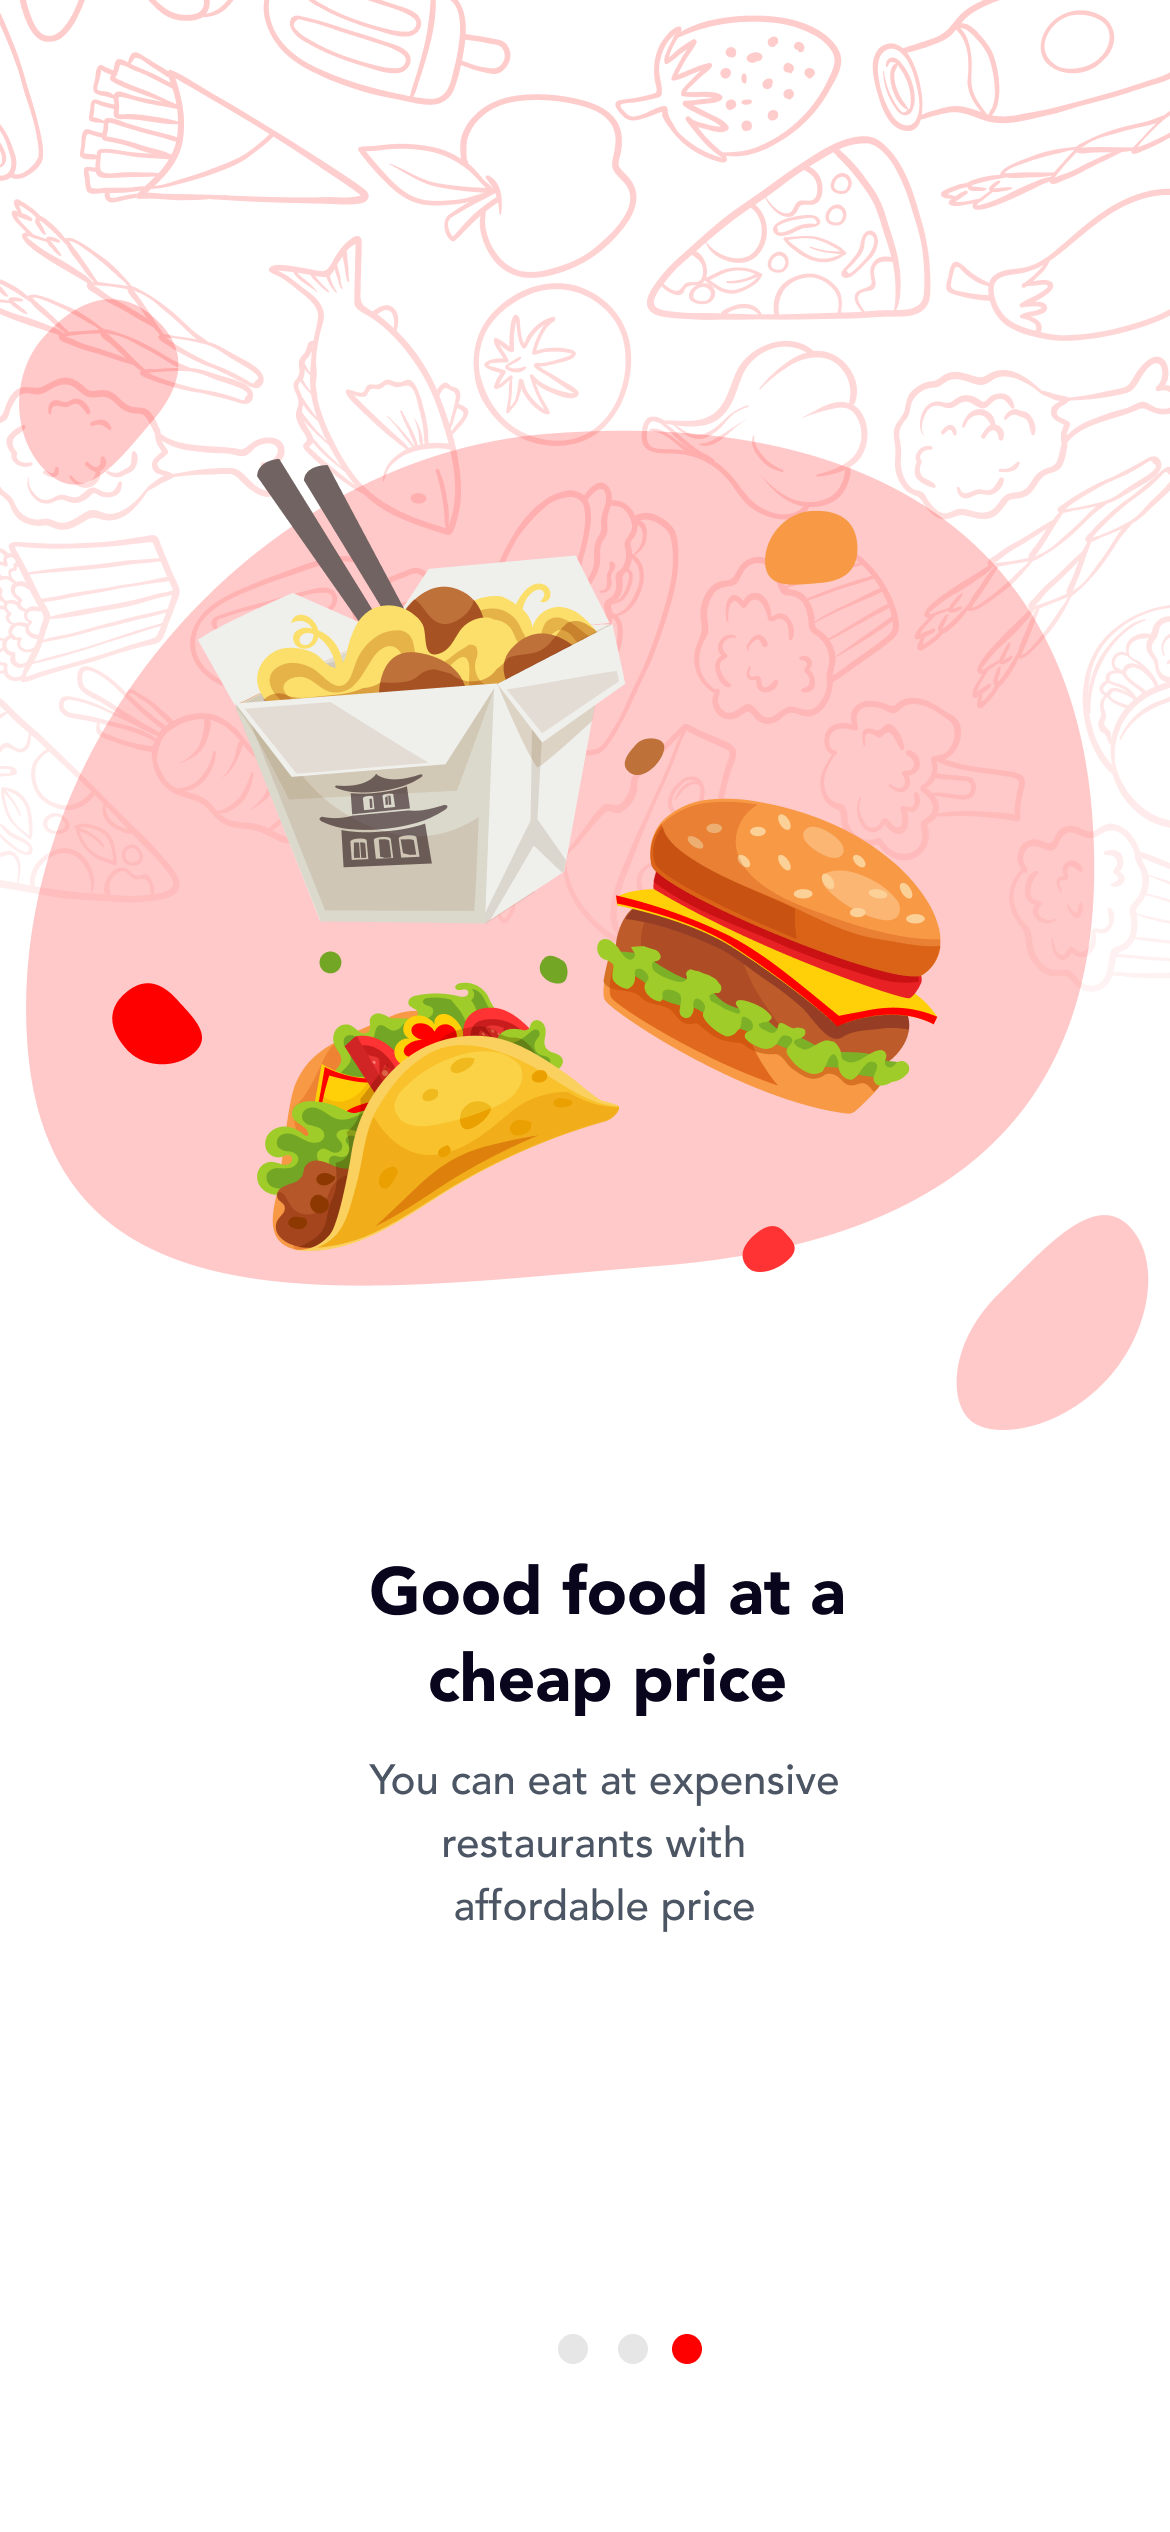 Good food at a
cheap price
You can eat at expensive
restaurants with
affordable price